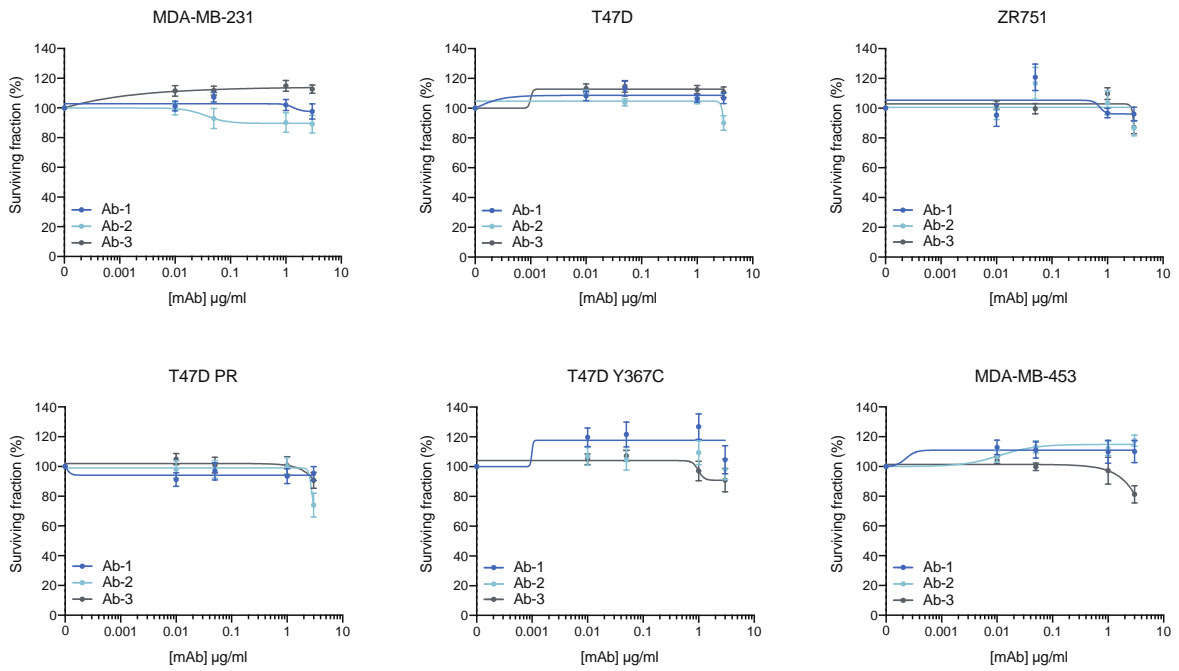 MDA-MB-231
140
120
100
80
60
40
20
0
Surviving fraction (%)
Ab-1
Ab-2
Ab-3
0 0.001 0.01 0.1 1 10
[mAb] µg/ml
T47D
140
120
100
80
60
40
20
0
Surviving fraction (%)
Ab-1
Ab-2
Ab-3
0 0.001 0.01 0.1 1 10
[mAb] µg/ml
ZR751
140
120
100
80
60
40
20
0
Surviving fraction (%)
Ab-1
Ab-2
Ab-3
0 0.001 0.01 0.1 1 10
[mAb] µg/ml
T47D PR
140
120
100
80
60
40
20
0
Surviving fraction (%)
Ab-1
Ab-2
Ab-3
0 0.001 0.01 0.1 1 10
[mAb] µg/ml
T47D Y367C
140
120
100
80
60
40
20
0
Surviving fraction (%)
Ab-1
Ab-2
Ab-3
0 0.001 0.01 0.1 1 10
[mAb] µg/ml
MDA-MB-453
140
120
100
80
60
40
20
0
Surviving fraction (%)
Ab-1
Ab-2
Ab-3
0 0.001 0.01 0.1 1 10
[mAb] µg/ml